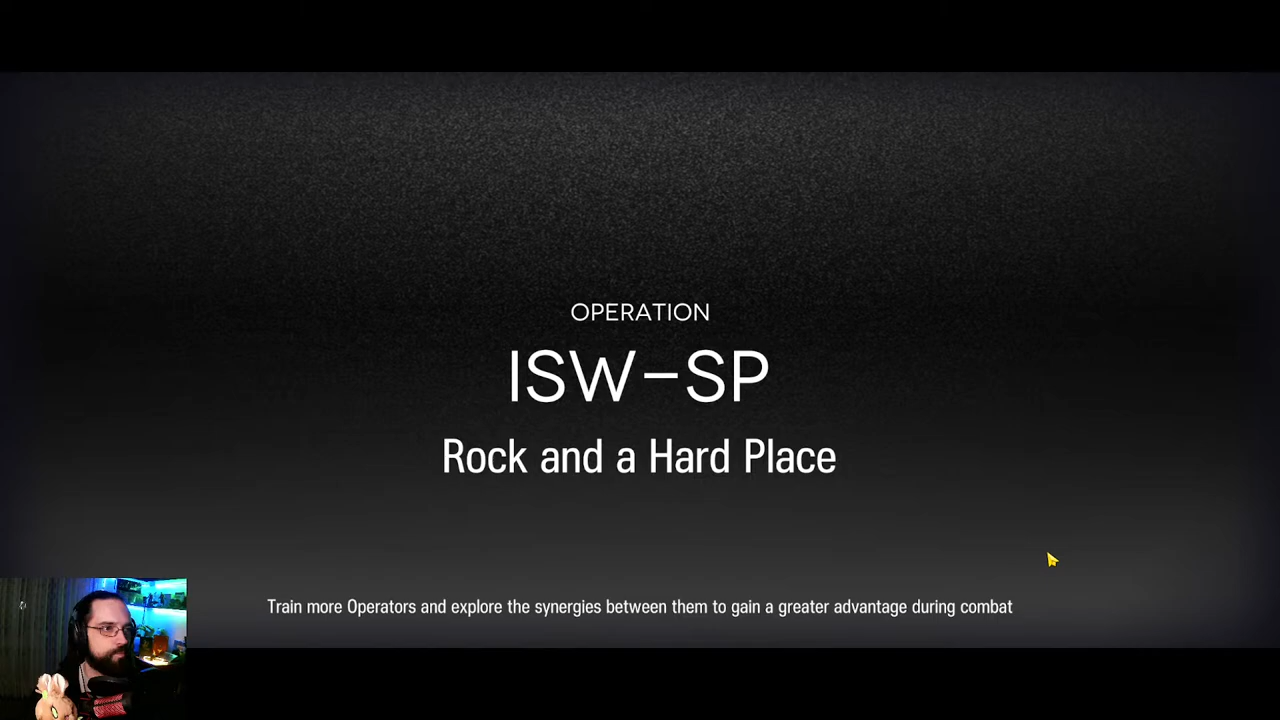 OPERATION
ISW-SP
Rock and a Hard Place
Train more Operators and explore the synergies between them to gain a greater advantage during combat